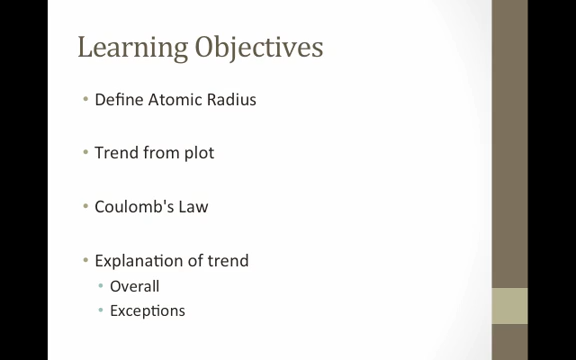 Learning Objectives
• Define Atomic Radius
• Trend from plot
• Coulomb's Law
• Explanation of trend
• Overall
• Exceptions